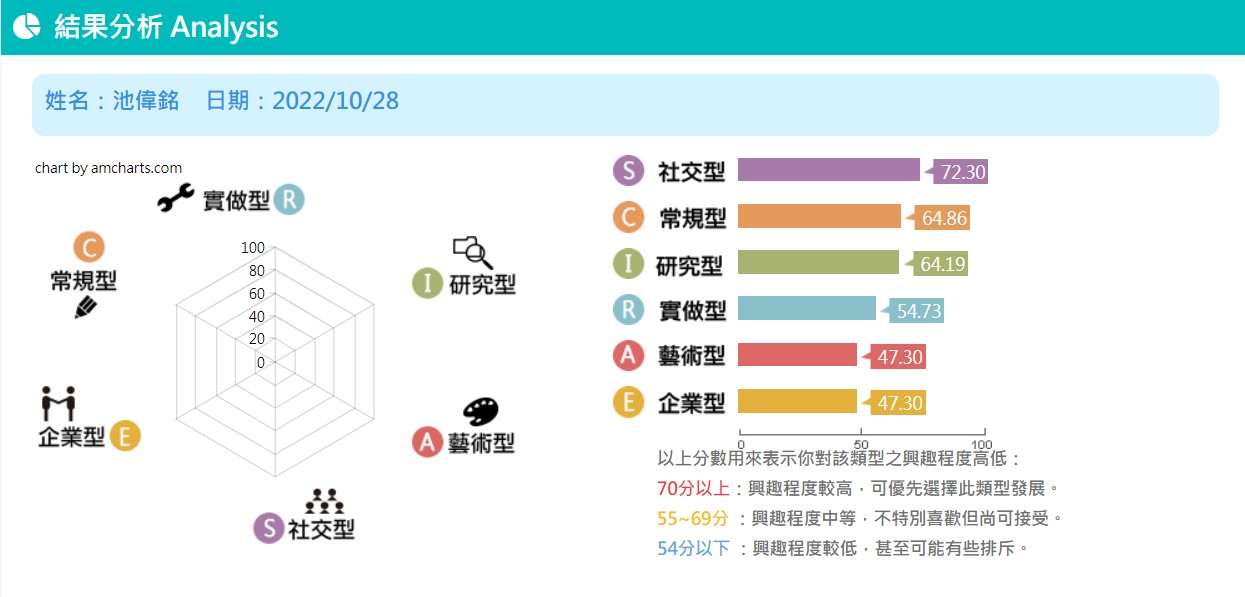 結果分析 Analysis
姓名：池偉銘 日期：2022/10/28
chart by amcharts.com
實做型 R
C
常規型
I 研究型
企業型 E
A 藝術型
S 社交型
100
80
60
40
20
0
S 社交型 72.30
C 常規型 64.86
I 研究型 64.19
R 實做型 54.73
A 藝術型 47.30
E 企業型 47.30
0 50 100
以上分數用來表示你對該類型之興趣程度高低：
70分以上：興趣程度較高，可優先選擇此類型發展。
55~69分 ：興趣程度中等，不特別喜歡但尚可接受。
54分以下 ：興趣程度較低，甚至可能有些排斥。